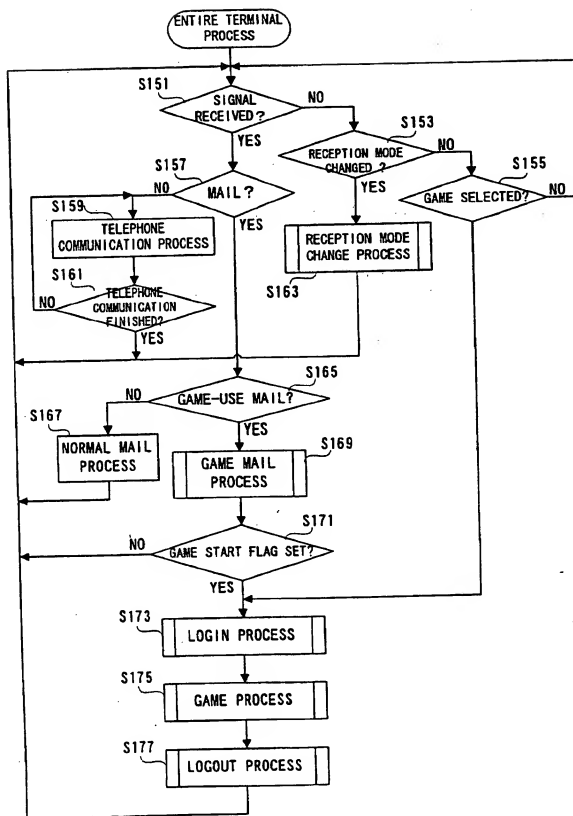 ENTIRE TERMINAL
PROCESS
S151
SIGNAL
RECEIVED?
NO
YES
S153
RECEPTION MODE
CHANGED ?
NO
YES
S155
GAME SELECTED?
NO
YES
S157
NO
MAIL?
YES
S159
TELEPHONE
COMMUNICATION PROCESS
RECEPTION MODE
CHANGE PROCESS
S163
S161
TELEPHONE
COMMUNICATION
FINISHED?
NO
YES
S165
NO
GAME-USE MAIL?
YES
S167
NORMAL MAIL
PROCESS
S169
GAME MAIL
PROCESS
S171
NO
GAME START FLAG SET?
YES
S173
LOGIN PROCESS
S175
GAME PROCESS
S177
LOGOUT PROCESS